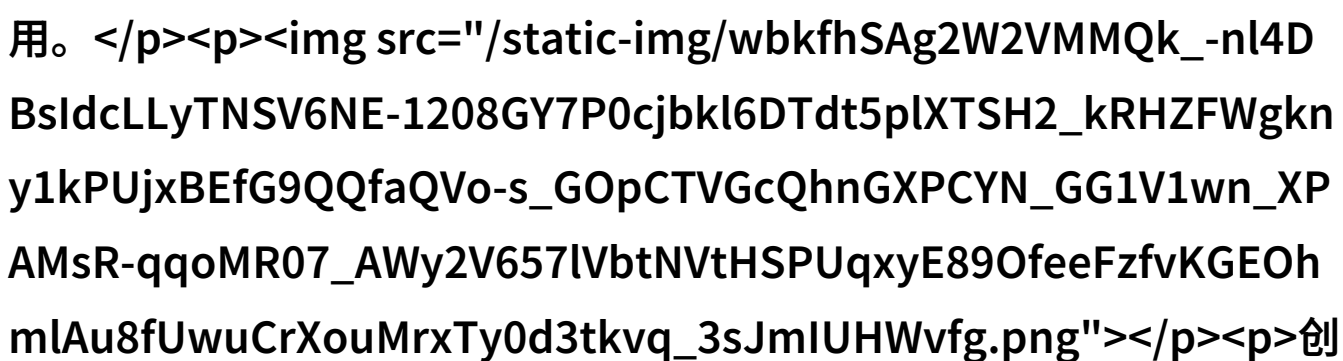 用。</p><p><img src="/static-img/wbkfhSAg2W2VMMQk_-nl4D
BsIdcLLyTNSV6NE-1208GY7P0cjbkl6DTdt5plXTSH2_kRHZFWgkn
y1kPUjxBEfG9QQfaQVo-s_GOpCTVGcQhnGXPCYN_GG1V1wn_XP
AMsR-qqoMR07_AWy2V657lVbtNVtHSPUqxyE89OfeeFzfvKGEOh
mlAu8fUwuCrXouMrxTy0d3tkvq_3sJmIUHWvfg.png"></p><p>创